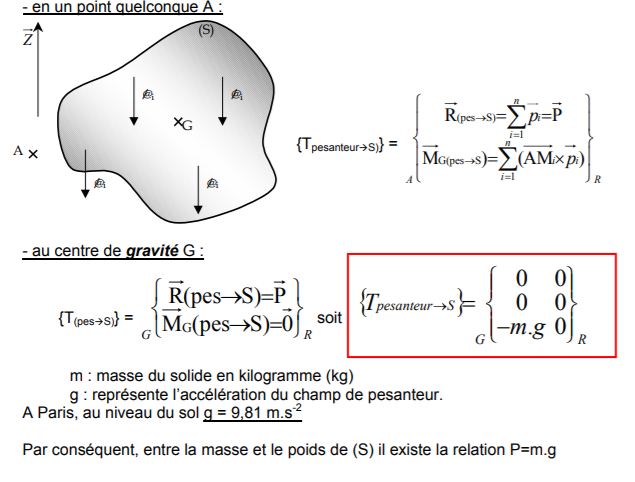 - en un point quelconque A :
Z (S)
pi pi
G
A
pi pi
{T pesanteur→S)} = A { R(pes→S)=∑ i=1 n pi=P
MG(pes→S)=∑ i=1 n (AMi×pi) } R
- au centre de gravité G :
{T(pes→S)} = G { R(pes→S)=P
MG(pes→S)=0 } R soit {Tpesanteur→S}= G { 0 0
0 0
−m.g 0 } R
m : masse du solide en kilogramme (kg)
g : représente l'accélération du champ de pesanteur.
A Paris, au niveau du sol g = 9,81 m.s-2
Par conséquent, entre la masse et le poids de (S) il existe la relation P=m.g